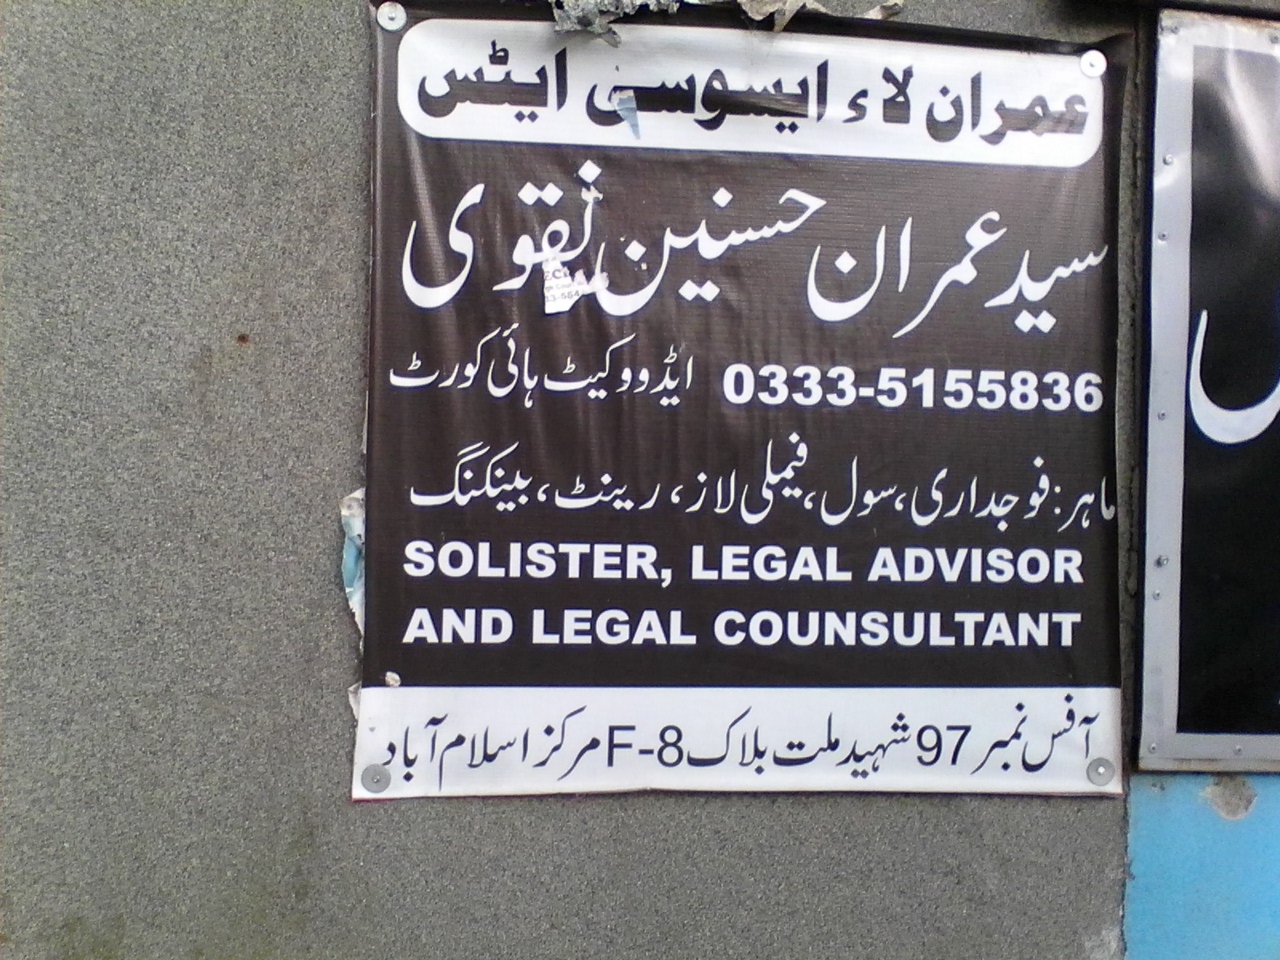 عمران لاء ایسوسی ایٹس
سید عمران حسنین نقوی
0333-5155836 ایڈووکیٹ ہائی کورٹ
ماہر: فوجداری، سول، فیملی لاز، رینٹ، بینکنگ
SOLISTER, LEGAL ADVISOR
AND LEGAL COUNSULTANT
آفس نمبر 97 شہید ملت بلاک F-8 مرکز اسلام آباد